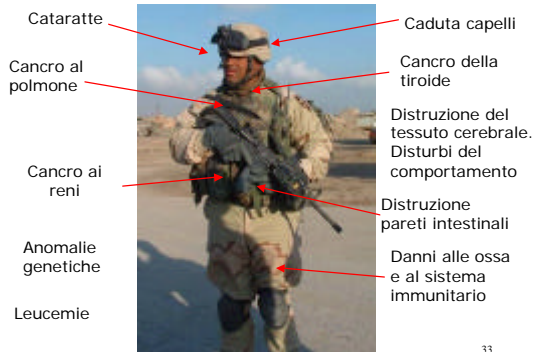 Cataratte
Cancro al
polmone
Cancro ai
reni
Anomalie
genetiche
Leucemie
Caduta capelli
Cancro della
tiroide
Distruzione del
tessuto cerebrale.
Disturbi del
comportamento
Distruzione
pareti intestinali
Danni alle ossa
e al sistema
immunitario
33